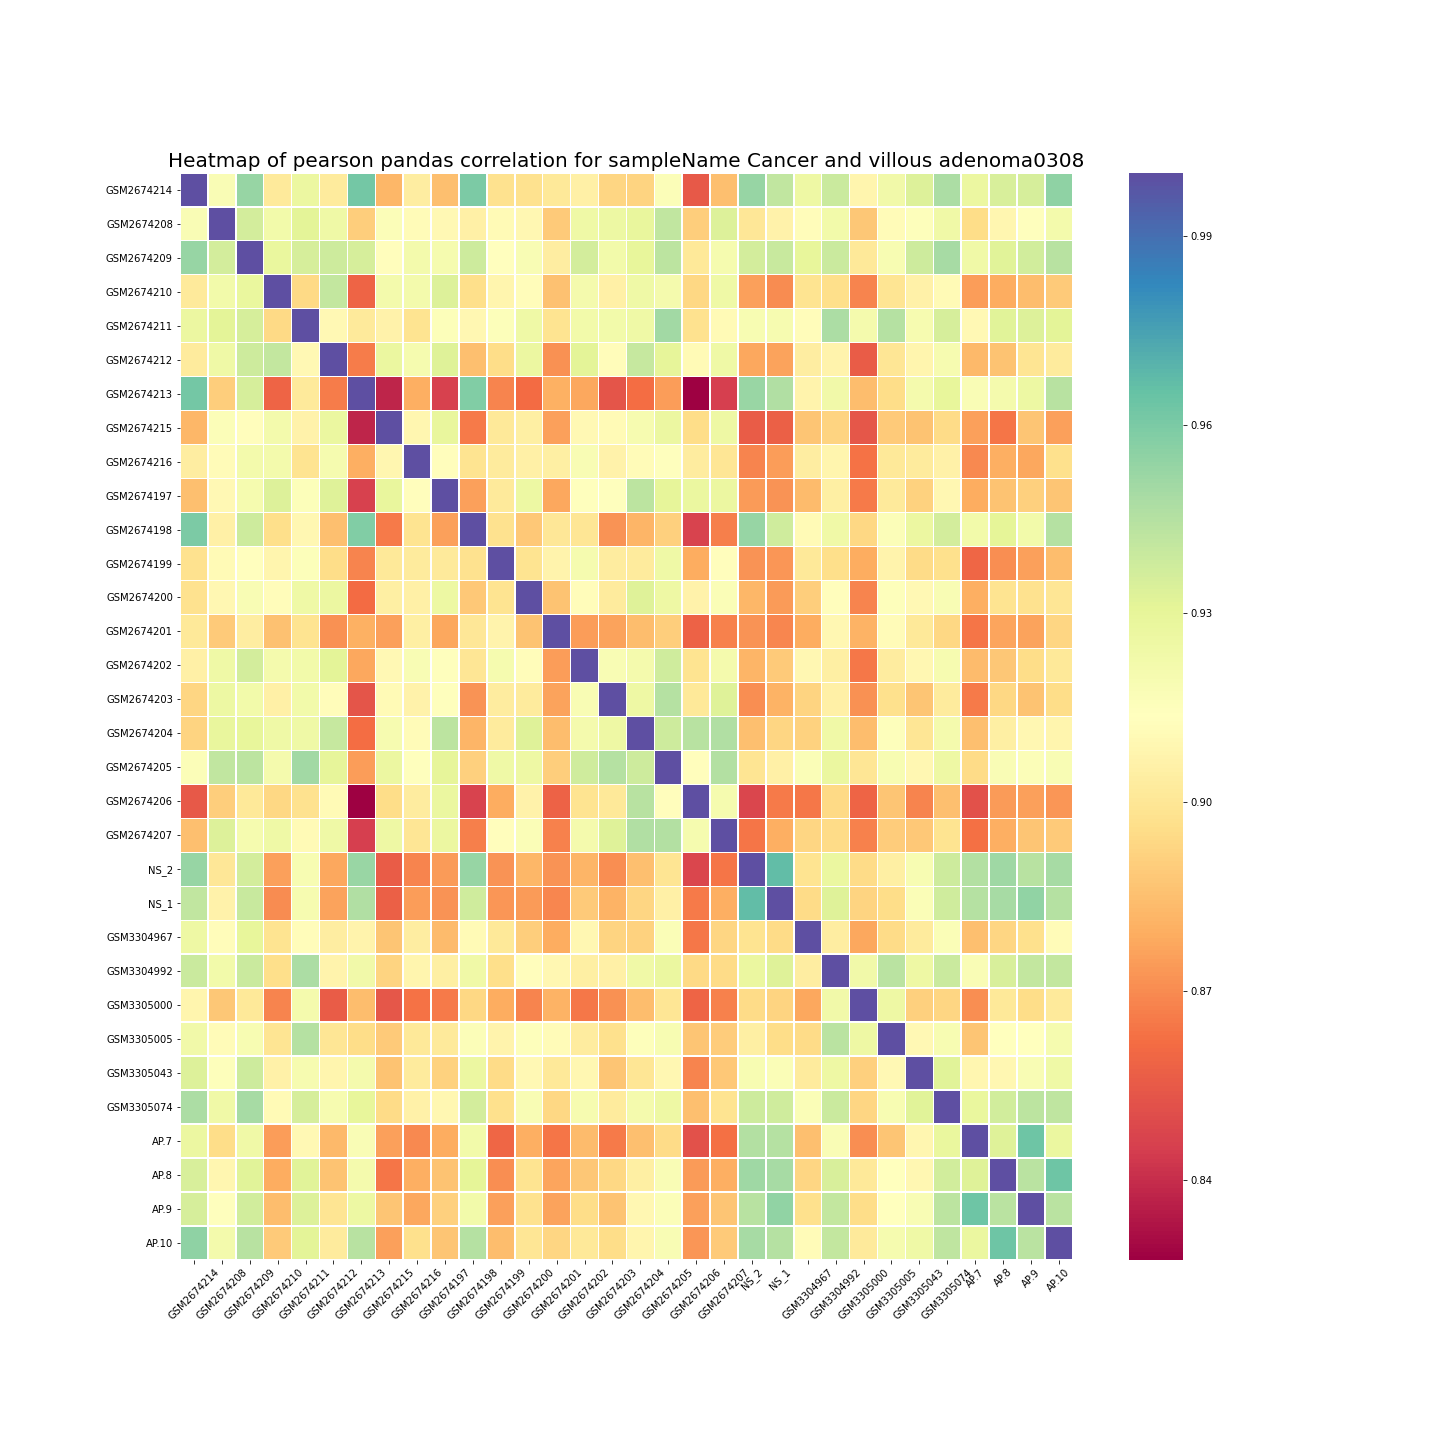 Heatmap of pearson pandas correlation for sampleName Cancer and villous adenoma0308
GSM2674214
GSM2674208
GSM2674209
GSM2674210
GSM2674211
GSM2674212
GSM2674213
GSM2674215
GSM2674216
GSM2674197
GSM2674198
GSM2674199
GSM2674200
GSM2674201
GSM2674202
GSM2674203
GSM2674204
GSM2674205
GSM2674206
GSM2674207
NS_2
NS_1
GSM3304967
GSM3304992
GSM3305000
GSM3305005
GSM3305043
GSM3305074
AP.7
AP.8
AP.9
AP.10
GSM2674214
GSM2674208
GSM2674209
GSM2674210
GSM2674211
GSM2674212
GSM2674213
GSM2674215
GSM2674216
GSM2674197
GSM2674198
GSM2674199
GSM2674200
GSM2674201
GSM2674202
GSM2674203
GSM2674204
GSM2674205
GSM2674206
GSM2674207
NS_2
NS_1
GSM3304967
GSM3304992
GSM3305000
GSM3305005
GSM3305043
GSM3305074
AP.7
AP.8
AP.9
AP.10
0.99
0.96
0.93
0.90
0.87
0.84